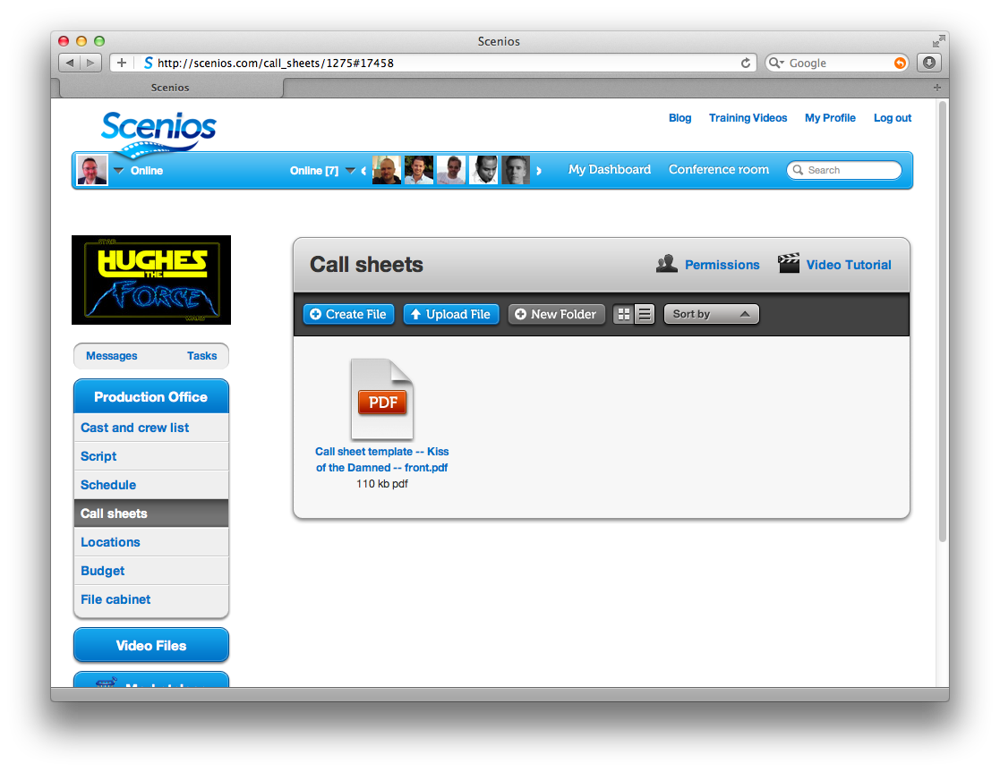 Scenios
http://scenios.com/call_sheets/1275#17458
Google
Scenios
Scenios
Blog Training Videos My Profile Log out
Online Online [7] My Dashboard Conference room Search
STAR
HUGHES
THE
FORCE
WARS
Call sheets Permissions Video Tutorial
Create File Upload File New Folder Sort by
Messages Tasks
Production Office
Cast and crew list
Script
Schedule
Call sheets
Locations
Budget
File cabinet
Video Files
PDF
Call sheet template -- Kiss
of the Damned -- front.pdf
110 kb pdf